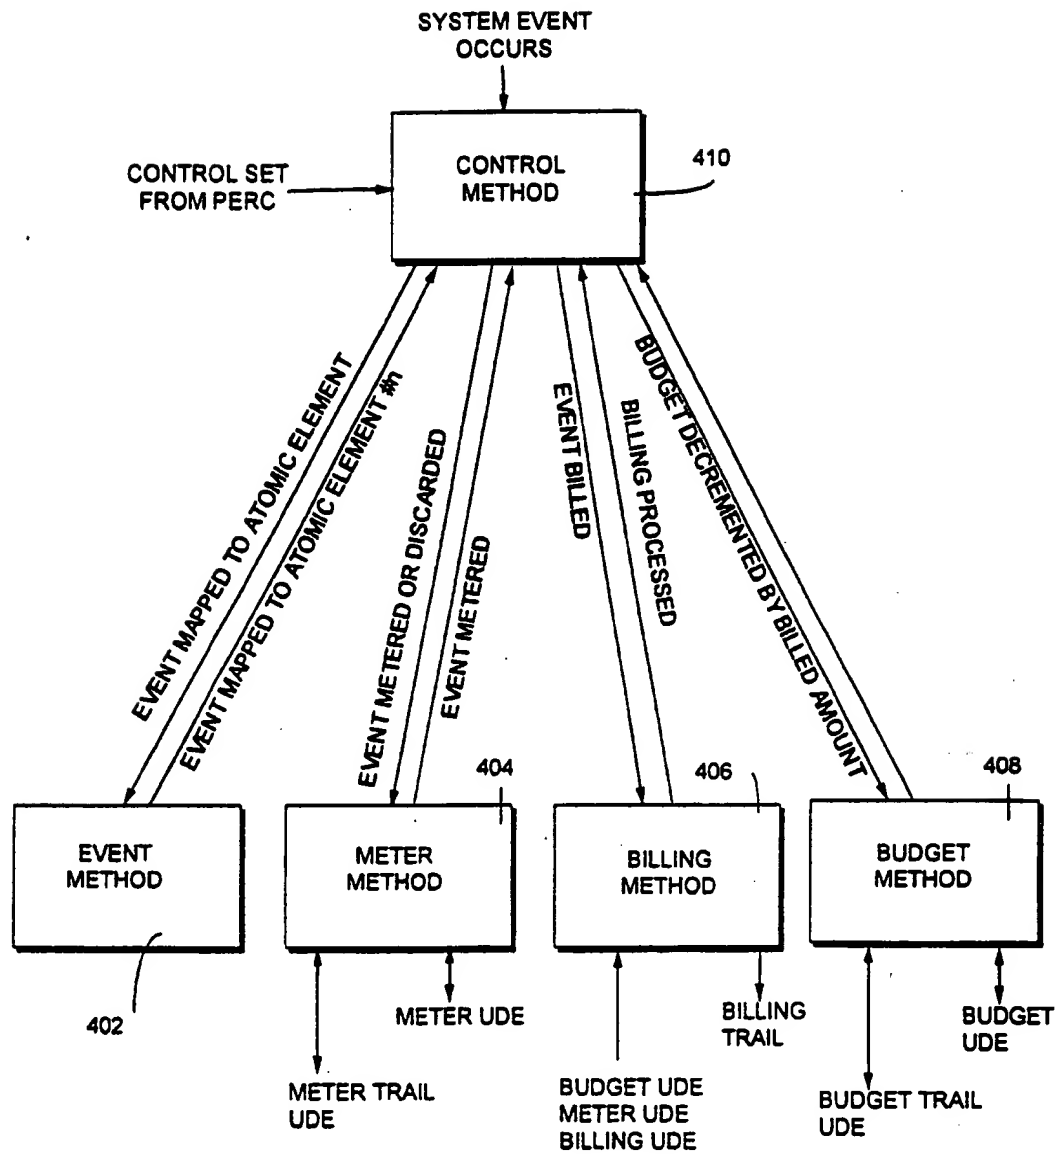 SYSTEM EVENT
OCCURS
CONTROL SET
FROM PERC
CONTROL
METHOD
410
EVENT MAPPED TO ATOMIC ELEMENT
EVENT MAPPED TO ATOMIC ELEMENT #n
EVENT METERED OR DISCARDED
EVENT METERED
EVENT BILLED
BILLING PROCESSED
BUDGET DECREMENTED BY BILLED AMOUNT
404
406
408
EVENT
METHOD
METER
METHOD
BILLING
METHOD
BUDGET
METHOD
402
METER UDE
BILLING
TRAIL
BUDGET
UDE
METER TRAIL
UDE
BUDGET UDE
METER UDE
BILLING UDE
BUDGET TRAIL
UDE